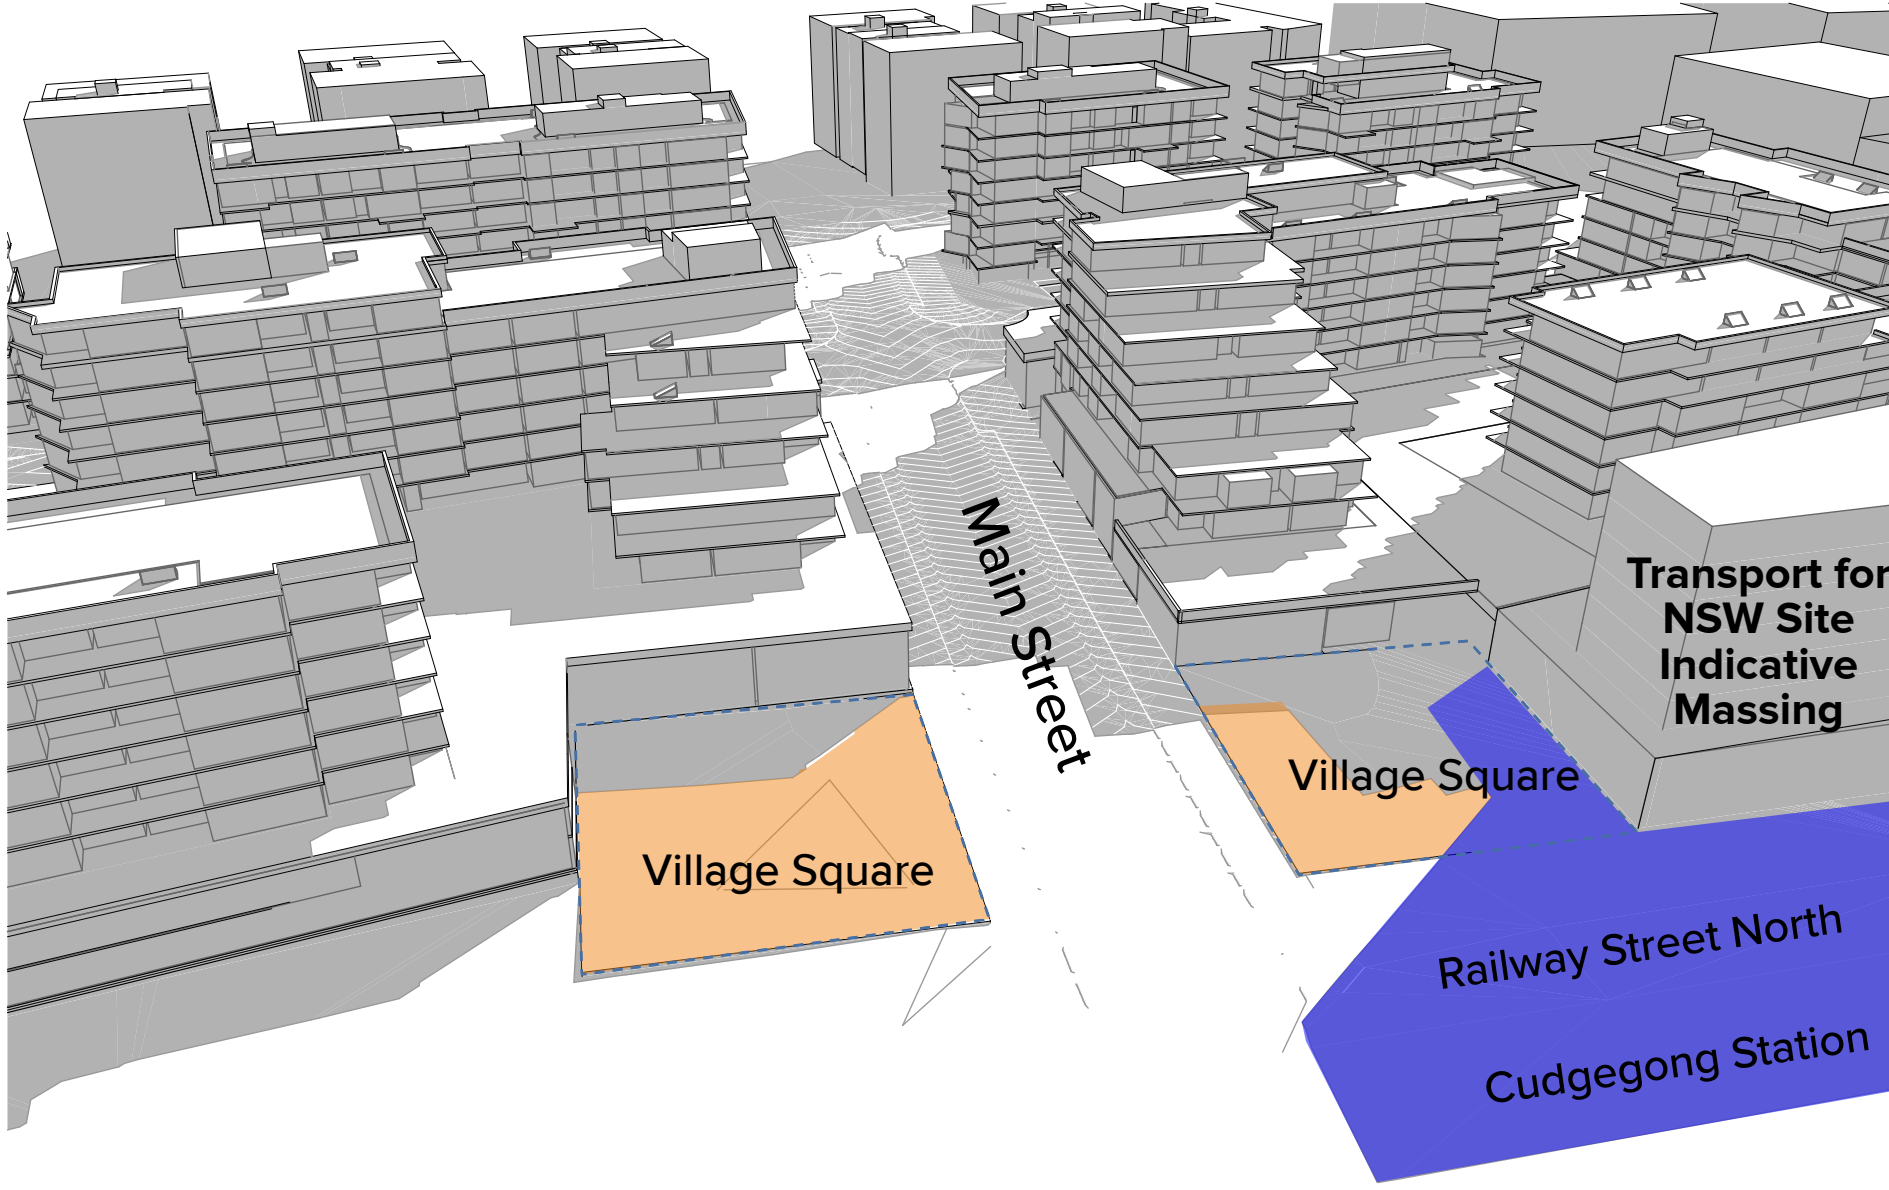 Main Street
Transport for
NSW Site
Indicative
Massing
Village Square
Village Square
Railway Street North
Cudgegong Station